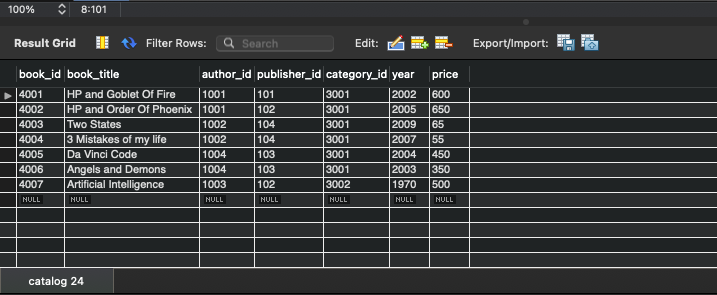 100% 8:101
Result Grid Filter Rows: Search Edit: Export/Import:
book_id book_title author_id publisher_id category_id year price
4001 HP and Goblet Of Fire 1001 101 3001 2002 600
4002 HP and Order Of Phoenix 1001 102 3001 2005 650
4003 Two States 1002 104 3001 2009 65
4004 3 Mistakes of my life 1002 104 3001 2007 55
4005 Da Vinci Code 1004 103 3001 2004 450
4006 Angels and Demons 1004 103 3001 2003 350
4007 Artificial Intelligence 1003 102 3002 1970 500
NULL NULL NULL NULL NULL NULL NULL
catalog 24